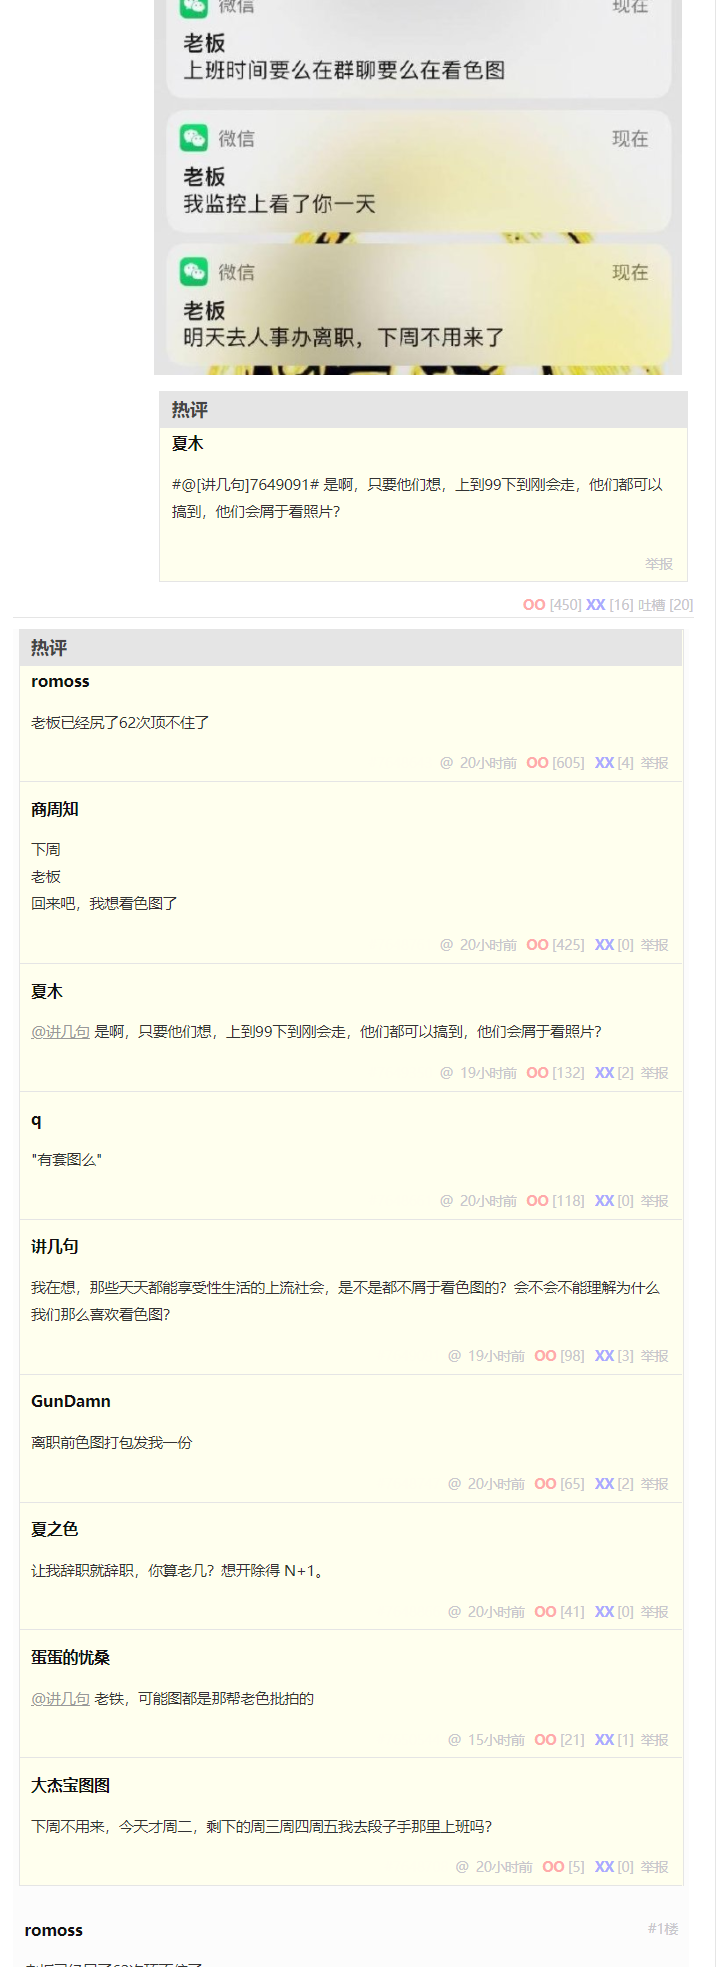 微信 现在
老板
上班时间要么在群聊要么在看色图
微信 现在
老板
我监控上看了你一天
微信 现在
老板
明天去人事办离职，下周不用来了
热评
夏木
#@[讲几句]7649091# 是啊，只要他们想，上到99下到刚会走，他们都可以
搞到，他们会屑于看照片？
举报
OO [450] XX [16] 吐槽 [20]
热评
romoss
老板已经尻了62次顶不住了
@ 20小时前 OO [605] XX [4] 举报
商周知
下周
老板
回来吧，我想看色图了
@ 20小时前 OO [425] XX [0] 举报
夏木
@讲几句 是啊，只要他们想，上到99下到刚会走，他们都可以搞到，他们会屑于看照片？
@ 19小时前 OO [132] XX [2] 举报
q
"有套图么"
@ 20小时前 OO [118] XX [0] 举报
讲几句
我在想，那些天天都能享受性生活的上流社会，是不是都不屑于看色图的？会不会不能理解为什么
我们那么喜欢看色图？
@ 19小时前 OO [98] XX [3] 举报
GunDamn
离职前色图打包发我一份
@ 20小时前 OO [65] XX [2] 举报
夏之色
让我辞职就辞职，你算老几？想开除得 N+1。
@ 20小时前 OO [41] XX [0] 举报
蛋蛋的忧桑
@讲几句 老铁，可能图都是那帮老色批拍的
@ 15小时前 OO [21] XX [1] 举报
大杰宝图图
下周不用来，今天才周二，剩下的周三周四周五我去段子手那里上班吗？
@ 20小时前 OO [5] XX [0] 举报
romoss #1楼
老板已经尻了62次顶不住了